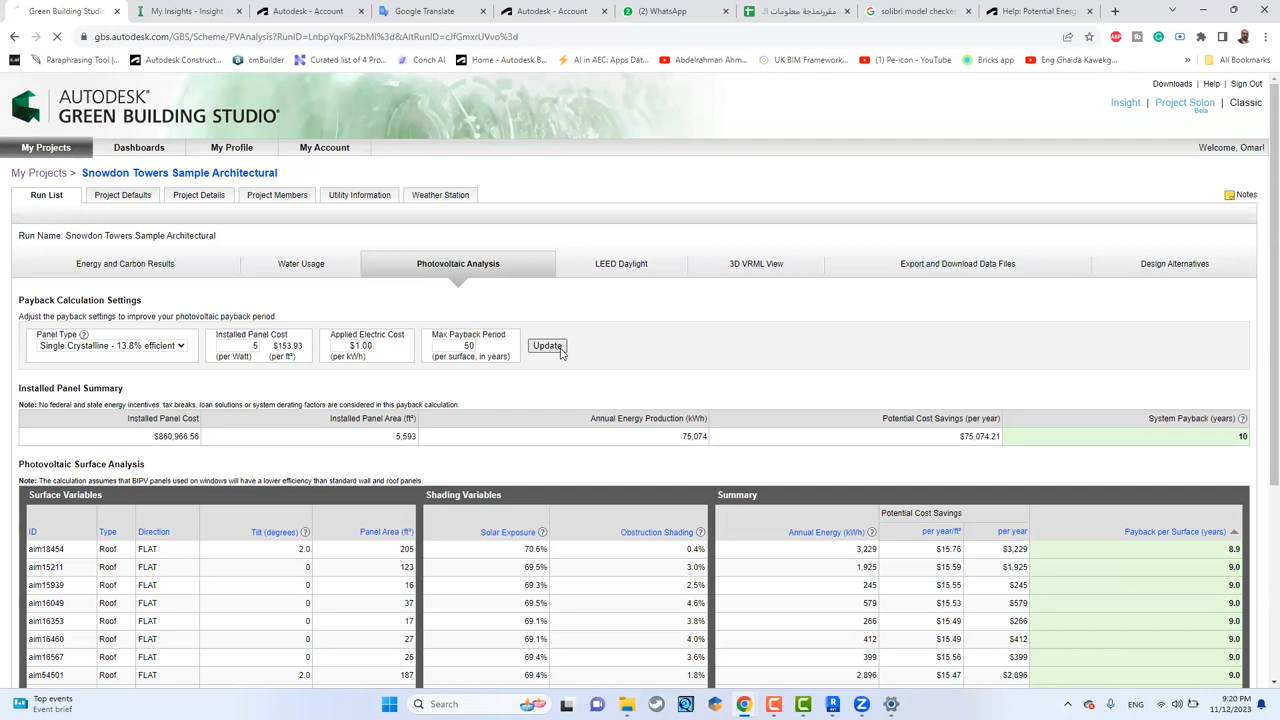 My Insights - Insight
Autodesk - Account
Google Translate
Autodesk - Account
(2) WhatsApp
مقررنمذجة معلومات الـ
solibri model checker
Help: Potential Energ
gbs.autodesk.com/GBS/Scheme/PVAnalysis?RunID=LnbpYqxF%2bMI%3d&AltRunID=cJfGmxrUVvo%3d
Paraphrasing Tool |...
Autodesk Construct...
cmBuilder
Curated list of 4 Pro...
Conch AI
Home - Autodesk B...
AI in AEC: Apps Dat...
Abdelrahman Ahm...
UK BIM Framework...
(1) Pe-icon - YouTube
Bricks app
Eng Ghaida Kawekg...
»
All Bookmarks
AUTODESK®
GREEN BUILDING STUDIO®
Downloads | Help | Sign Out
Insight | Project Solon | Classic
Beta
My Projects
Dashboards
My Profile
My Account
Welcome, Omar!
My Projects > Snowdon Towers Sample Architectural
Run List
Project Defaults
Project Details
Project Members
Utility Information
Weather Station
Notes
Run Name: Snowdon Towers Sample Architectural
Energy and Carbon Results
Water Usage
Photovoltaic Analysis
LEED Daylight
3D VRML View
Export and Download Data Files
Design Alternatives
Payback Calculation Settings
Adjust the payback settings to improve your photovoltaic payback period.
Panel Type ?
Installed Panel Cost
Applied Electric Cost
Max Payback Period
Single Crystalline - 13.8% efficient
5 $153.93
$1.00
50
Update
(per Watt) (per ft²)
(per kWh)
(per surface, in years)
Installed Panel Summary
Note: No federal and state energy incentives, tax breaks, loan solutions or system derating factors are considered in this payback calculation.
Installed Panel Cost Installed Panel Area (ft²) Annual Energy Production (kWh) Potential Cost Savings (per year) System Payback (years) ?
$860,966.56 5,593 75,074 $75,074.21 10
Photovoltaic Surface Analysis
Note: The calculation assumes that BIPV panels used on windows will have a lower efficiency than standard wall and roof panels.
Surface Variables Shading Variables Summary
Potential Cost Savings
ID Type Direction Tilt (degrees) ? Panel Area (ft²) Solar Exposure ? Obstruction Shading ? Annual Energy (kWh) ? per year/ft² per year Payback per Surface (years)
aim18454 Roof FLAT 2.0 205 70.6% 0.4% 3,229 $15.76 $3,229 8.9
aim15211 Roof FLAT 0 123 69.5% 3.0% 1,925 $15.59 $1,925 9.0
aim15939 Roof FLAT 0 16 69.3% 2.5% 245 $15.55 $245 9.0
aim16049 Roof FLAT 0 37 69.5% 4.6% 579 $15.53 $579 9.0
aim16353 Roof FLAT 0 17 69.1% 3.8% 266 $15.49 $266 9.0
aim16460 Roof FLAT 0 27 69.1% 4.0% 412 $15.49 $412 9.0
aim16567 Roof FLAT 0 26 69.4% 3.6% 399 $15.56 $399 9.0
aim54501 Roof FLAT 2.0 187 69.4% 1.8% 2,896 $15.47 $2,896 9.0
Top events
Event brief
Search
ENG
9:20 PM
11/12/2023